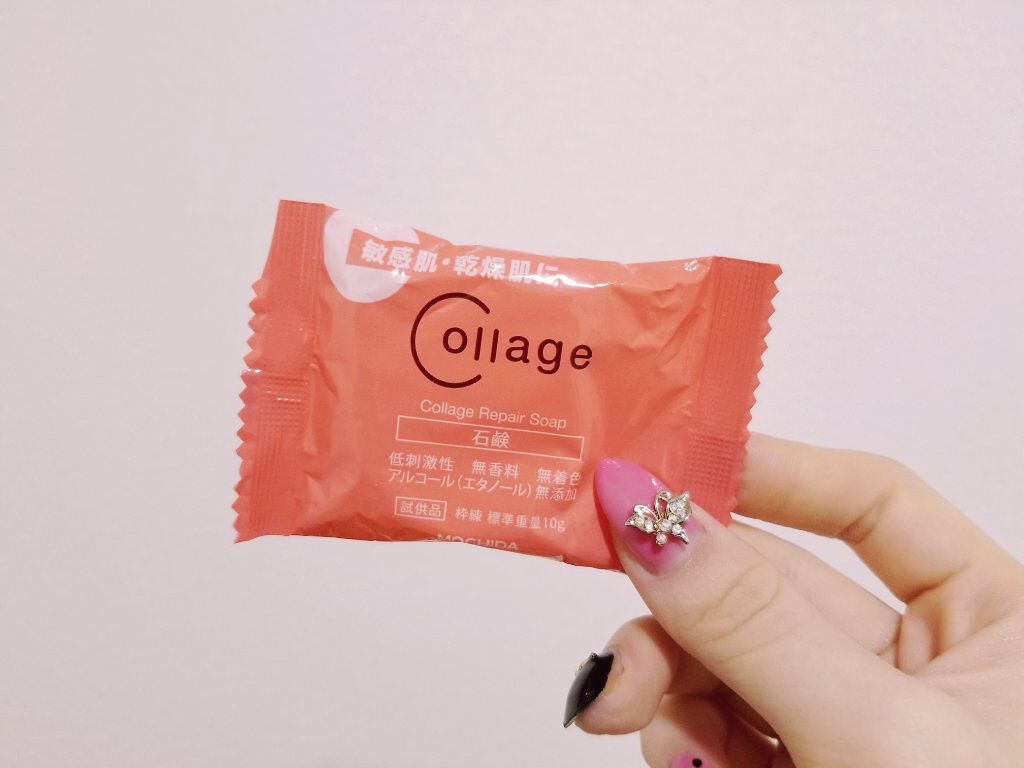 敏感肌・乾燥肌に
Collage
Collage Repair Soap
石鹸
低刺激性 無香料 無着色
アルコール(エタノール)無添加
試供品 枠練 標準重量10g
MOCHIDA